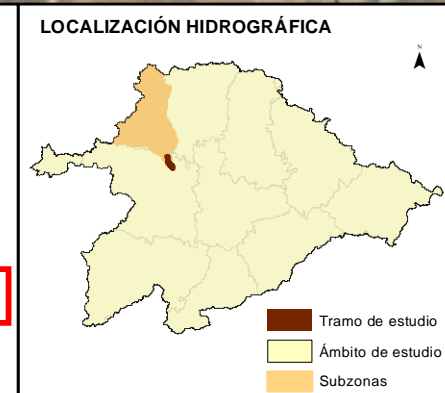 LOCALIZACIÓN HIDROGRÁFICA
N
Tramo de estudio
Ámbito de estudio
Subzonas